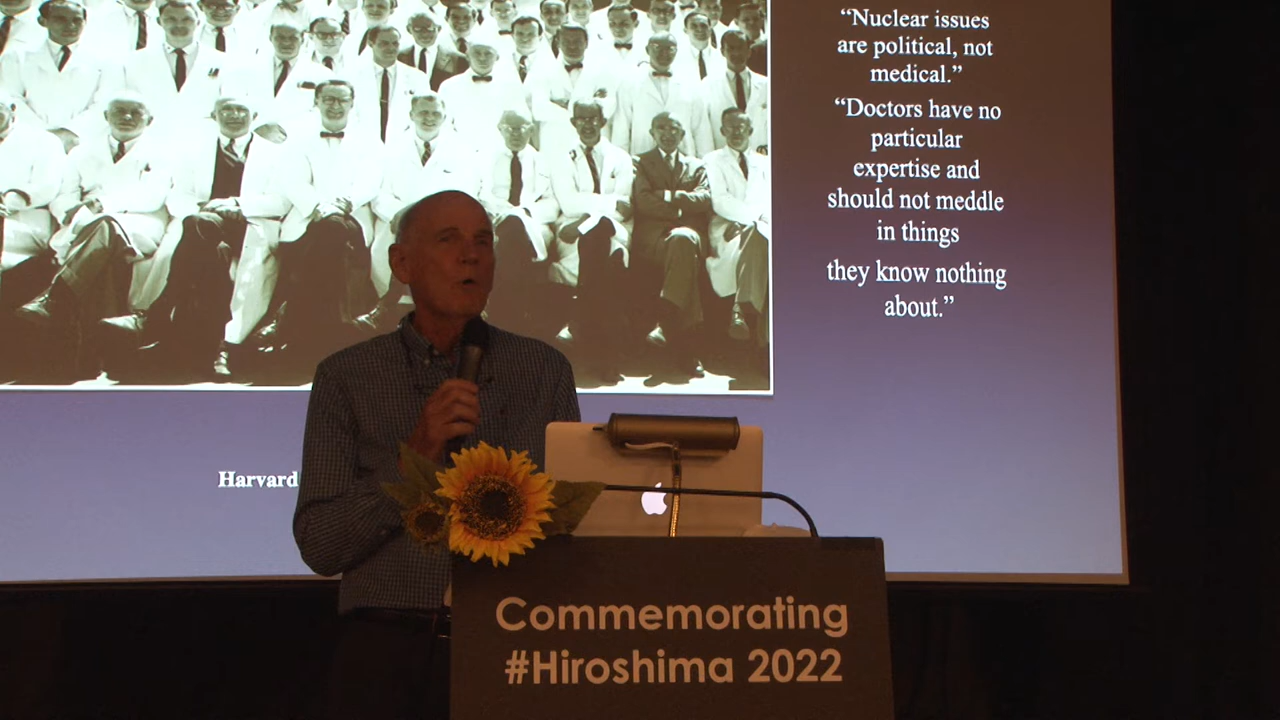 “Nuclear issues
are political, not
medical.”
“Doctors have no
particular
expertise and
should not meddle
in things
they know nothing
about.”
Harvard
Commemorating
#Hiroshima 2022